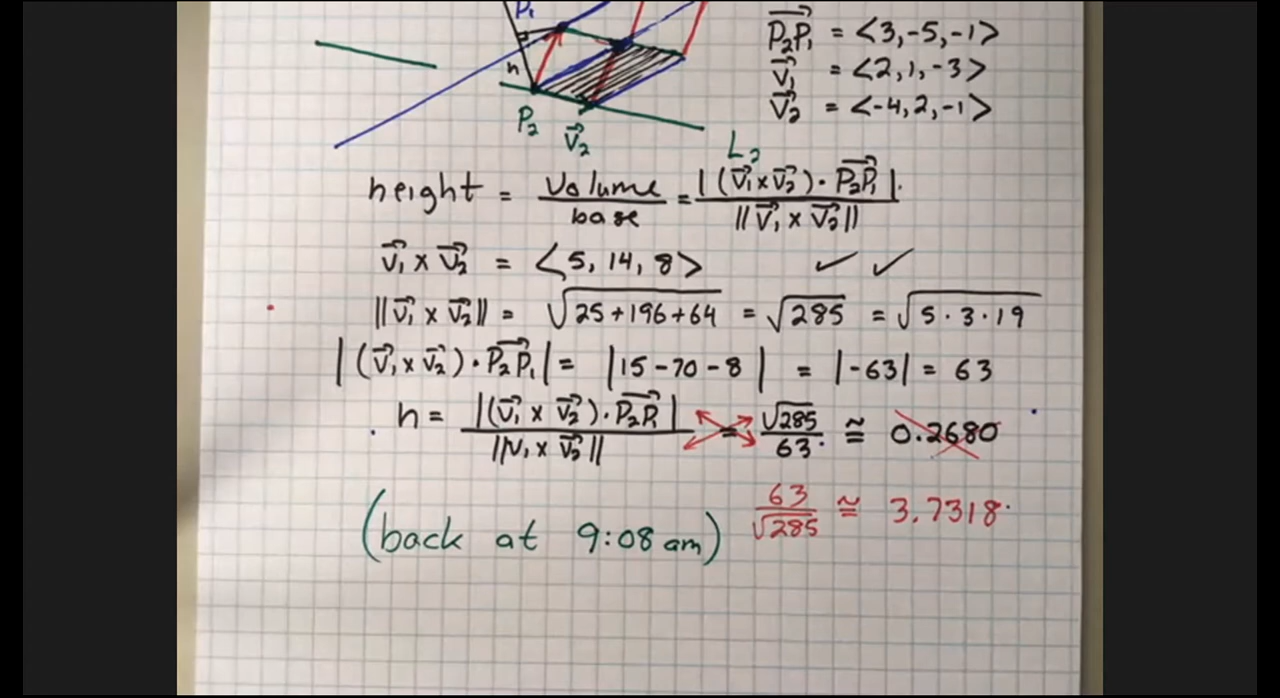 P₁
P₂P₁ = <3,-5,-1>
v₁ = <2,1,-3>
v₂ = <-4,2,-1>
h
P₂
v₂
L₂
height = volume/base = |(v₁×v₂)·P₂P₁|/||v₁×v₂||
v₁×v₂ = <5,14,8> ✓ ✓
||v₁×v₂|| = √(25+196+64) = √285 = √(5·3·19)
|(v₁×v₂)·P₂P₁| = |15-70-8| = |-63| = 63
h = |(v₁×v₂)·P₂P₁|/||v₁×v₂|| = √285/63 ≅ 0.2680
63/√285 ≅ 3.7318
(back at 9:08 am)